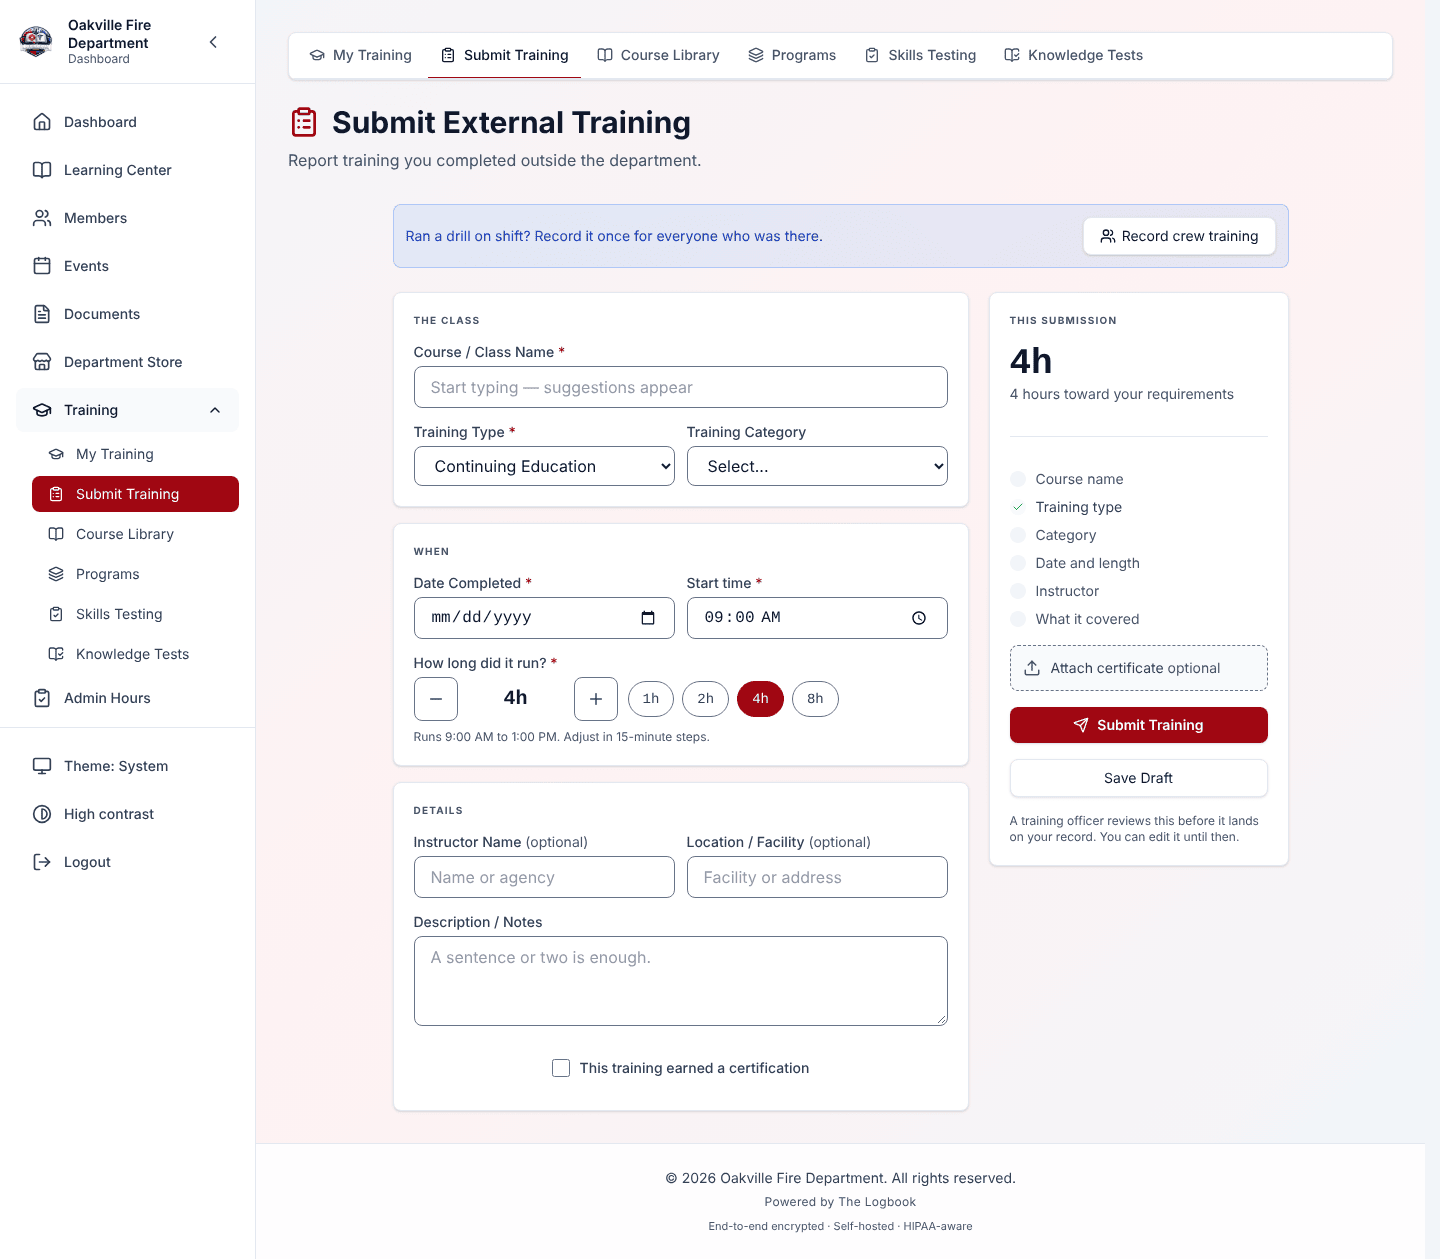 Oakville Fire
Department
Dashboard
Dashboard
Learning Center
Members
Events
Documents
Department Store
Training
My Training
Submit Training
Course Library
Programs
Skills Testing
Knowledge Tests
Admin Hours
Theme: System
High contrast
Logout
My Training
Submit Training
Course Library
Programs
Skills Testing
Knowledge Tests
Submit External Training
Report training you completed outside the department.
Ran a drill on shift? Record it once for everyone who was there.
Record crew training
THE CLASS
Course / Class Name *
Start typing — suggestions appear
Training Type *
Training Category
Continuing Education
Select...
WHEN
Date Completed *
Start time *
mm/dd/yyyy
09:00 AM
How long did it run? *
4h
1h
2h
4h
8h
Runs 9:00 AM to 1:00 PM. Adjust in 15-minute steps.
DETAILS
Instructor Name (optional)
Location / Facility (optional)
Name or agency
Facility or address
Description / Notes
A sentence or two is enough.
This training earned a certification
THIS SUBMISSION
4h
4 hours toward your requirements
Course name
Training type
Category
Date and length
Instructor
What it covered
Attach certificate optional
Submit Training
Save Draft
A training officer reviews this before it lands
on your record. You can edit it until then.
© 2026 Oakville Fire Department. All rights reserved.
Powered by The Logbook
End-to-end encrypted · Self-hosted · HIPAA-aware